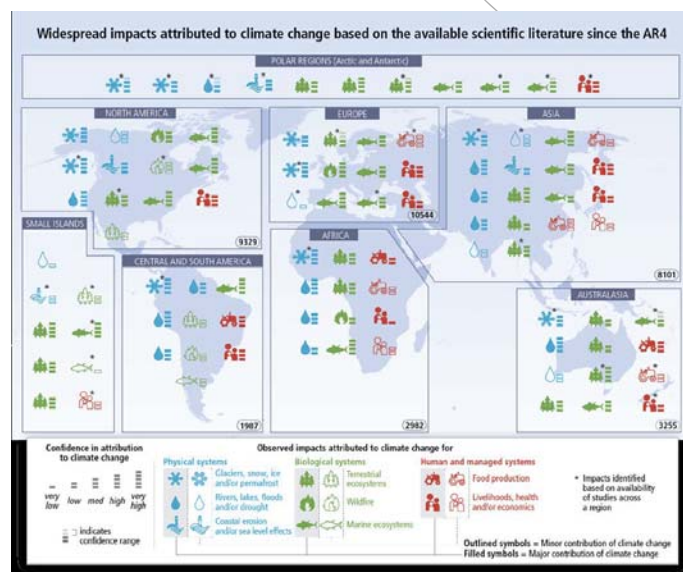 Widespread impacts attributed to climate change based on the available scientific literature since the AR4
POLAR REGIONS (Arctic and Antarctic)
NORTH AMERICA
EUROPE
ASIA
9329
10544
SMALL ISLANDS
CENTRAL AND SOUTH AMERICA
AFRICA
8101
AUSTRALASIA
1987
2982
3255
Confidence in attribution
to climate change
very low
low
med
high
very high
indicates
confidence range
Observed impacts attributed to climate change for
Physical systems
Glaciers, snow, ice
and/or permafrost
Rivers, lakes, floods
and/or drought
Coastal erosion
and/or sea level effects
Biological systems
Terrestrial
ecosystems
Wildfire
Marine ecosystems
Human and managed systems
Food production
Livelihoods, health
and/or economics
* Impacts identified
based on availability
of studies across
a region
Outlined symbols = Minor contribution of climate change
Filled symbols = Major contribution of climate change